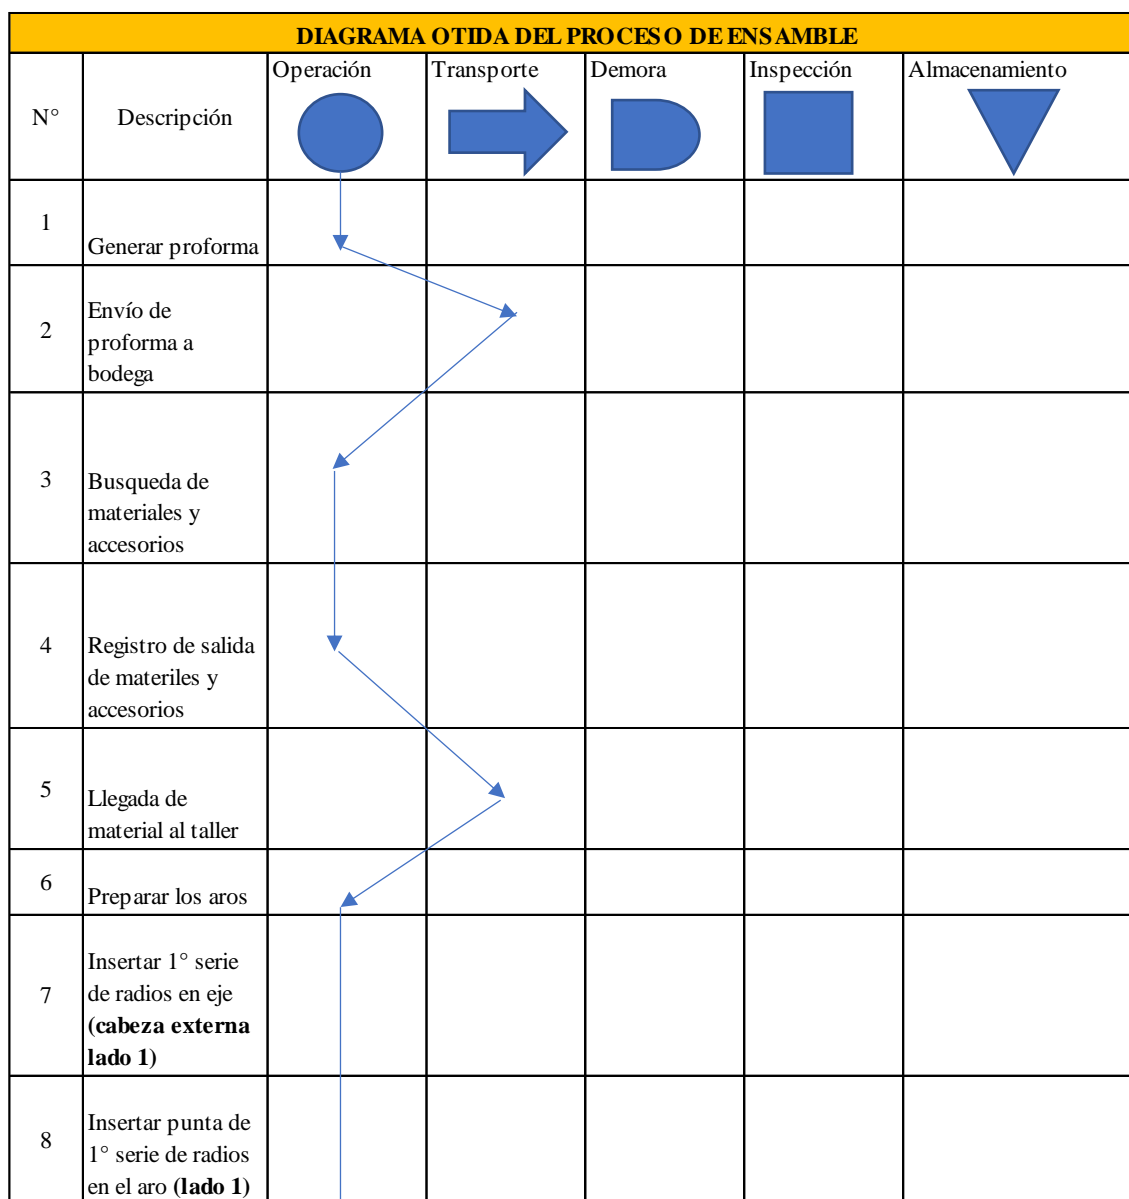 DIAGRAMA OTIDA DEL PROCESO DE ENSAMBLE
N°
Descripción
Operación
Transporte
Demora
Inspección
Almacenamiento
1
Generar proforma
2
Envío de
proforma a
bodega
3
Busqueda de
materiales y
accesorios
4
Registro de salida
de materiles y
accesorios
5
Llegada de
material al taller
6
Preparar los aros
7
Insertar 1° serie
de radios en eje
(cabeza externa
lado 1)
8
Insertar punta de
1° serie de radios
en el aro (lado 1)